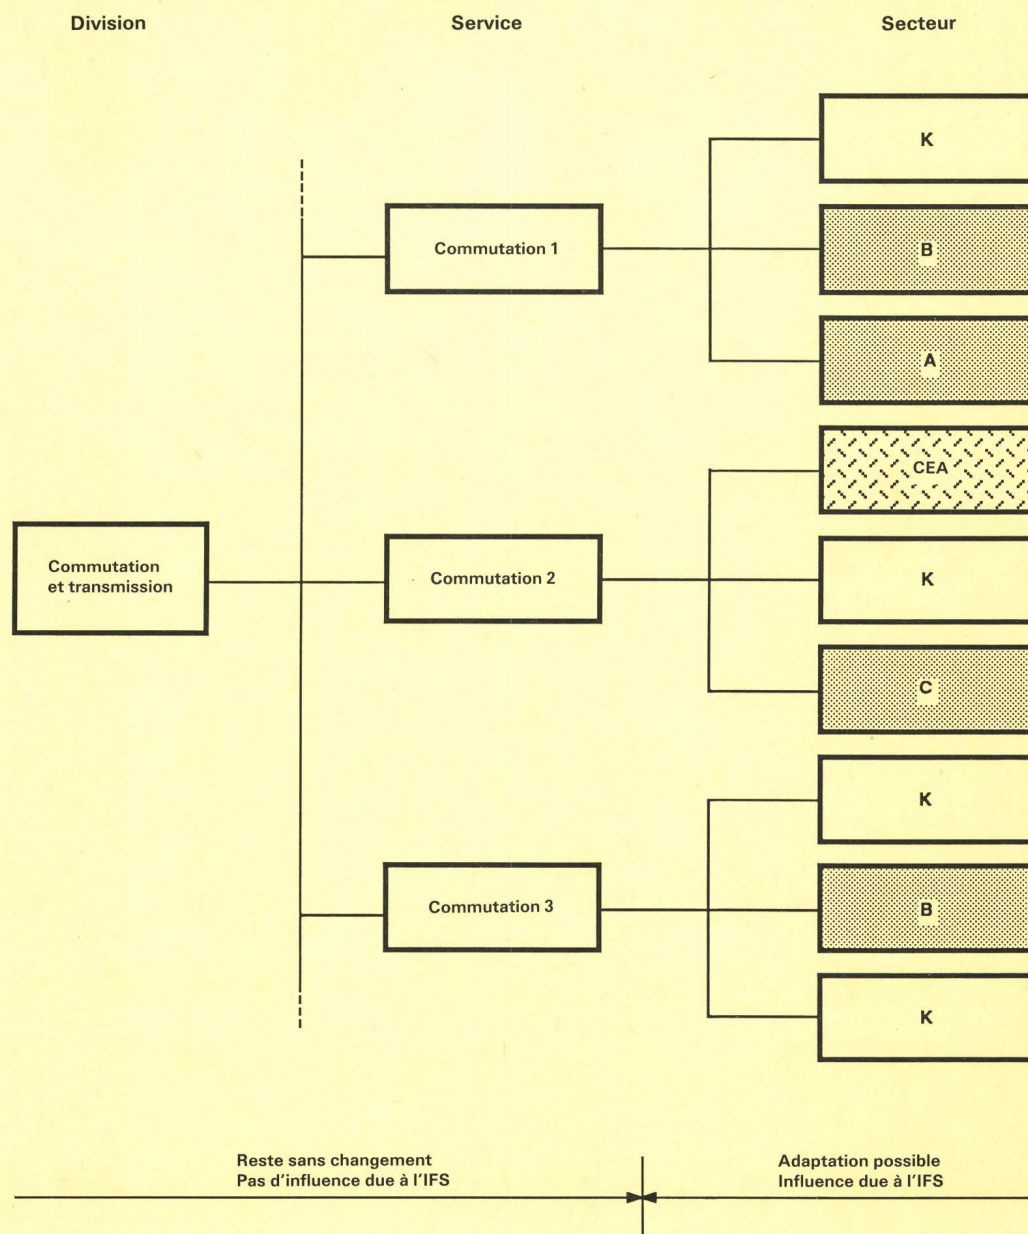 Division
Service
Secteur
K
Commutation 1
B
A
CEA
Commutation
et transmission
Commutation 2
K
C
K
Commutation 3
B
K
Reste sans changement
Pas d'influence due à l'IFS
Adaptation possible
Influence due à l'IFS